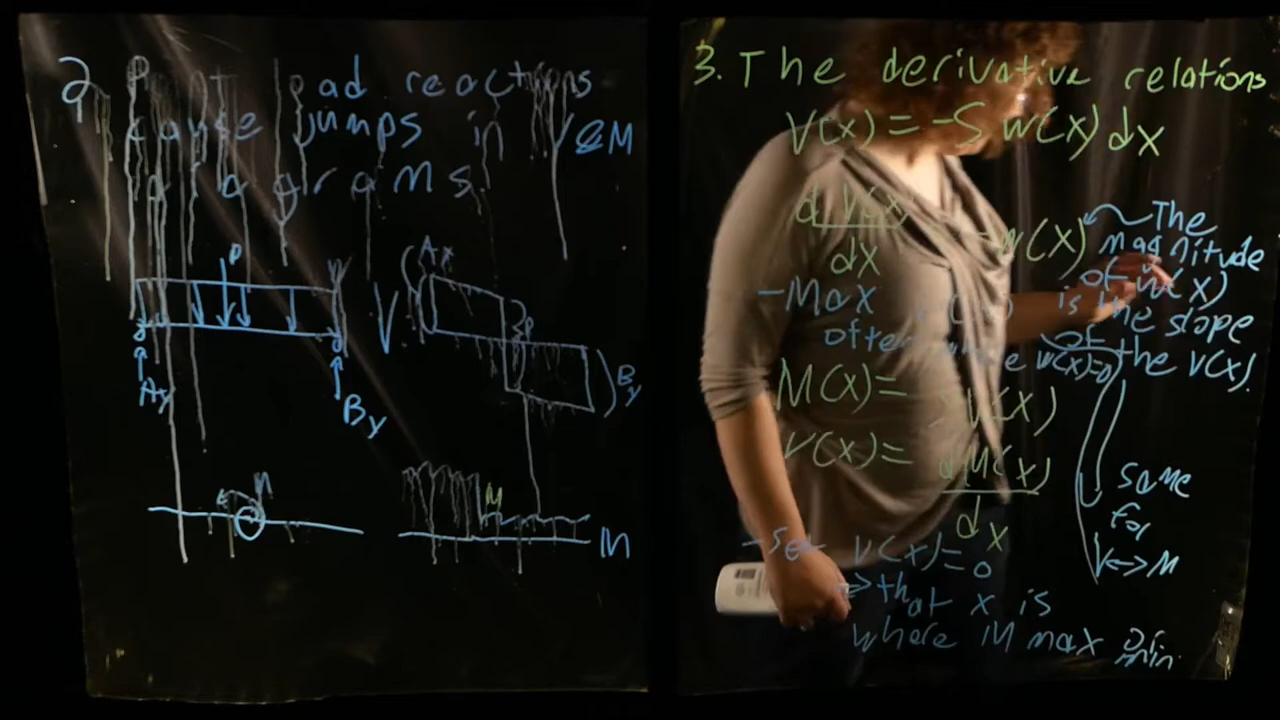 2 Point load reactions
cause jumps in V &M
diagrams.
P
Ay
By
V
Ax
P
By
M
M
M
3. The derivative relations
V(x) = -S w(x) dx
d V(x)
dx
-w(x)
The
magnitude
of w(x)
is the slope
of the V(x).
-Max
often where w(x)=0
M(x)= V(x)
V(x)= dM(x)
dx
-Set V(x)=0
=> that x is
where M max or
min.
same
for
V<->M